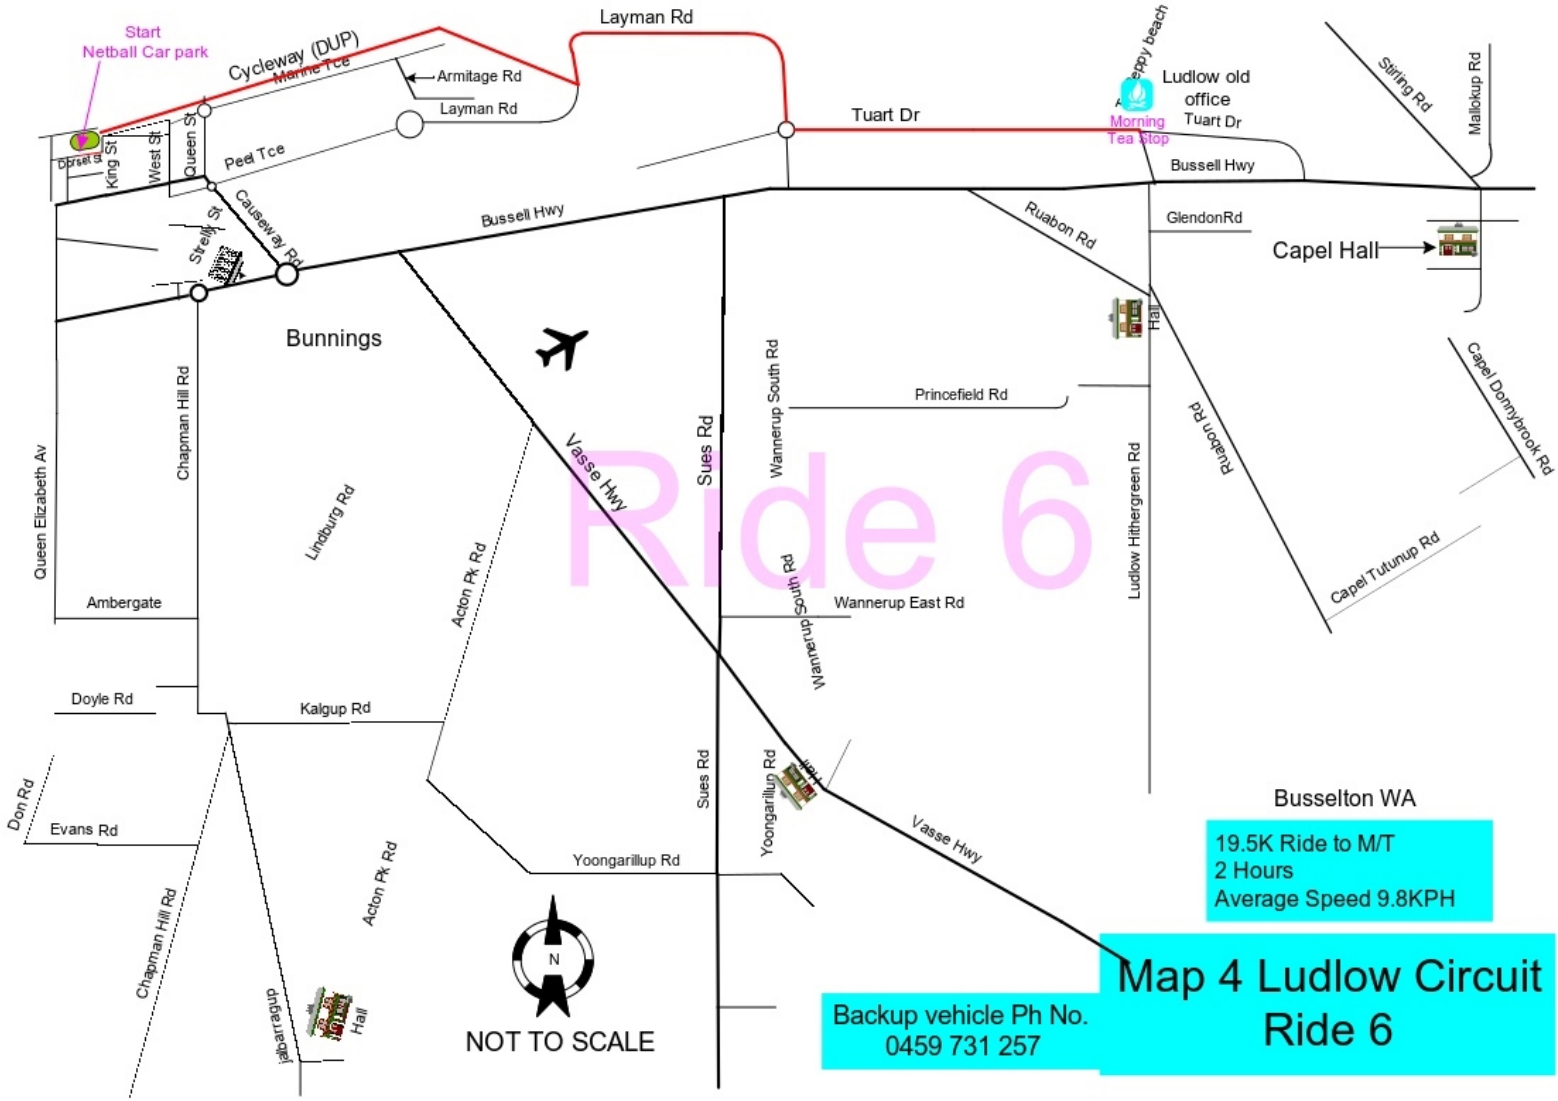 Layman Rd
Start
Netball Car park
Cycleway (DUP)
Marine Tce
Armitage Rd
Layman Rd
eppy beach
Ludlow old
office
Tuart Dr
Stirling Rd
Mallokup Rd
Tuart Dr
Morning
Tea Stop
Dorset St
King St
West St
Queen St
Peel Tce
Bussell Hwy
Causeway Rd
Strelly St
Bussell Hwy
Ruabon Rd
GlendonRd
Capel Hall
Hall
Bunnings
Chapman Hill Rd
Queen Elizabeth Av
Lindburg Rd
Acton Pk Rd
Vasse Hwy
Sues Rd
Wannerup South Rd
Princefield Rd
Ludlow Hithergreen Rd
Ruabon Rd
Capel Donnybrook Rd
Capel Tutunup Rd
Ride 6
Ambergate
Wannerup South Rd
Wannerup East Rd
Wannerup South Rd
Doyle Rd
Kalgup Rd
Sues Rd
Yoongarillup Rd
Hall
Don Rd
Evans Rd
Vasse Hwy
Yoongarillup Rd
Chapman Hill Rd
Acton Pk Rd
jalbarragup
Hall
N
NOT TO SCALE
Busselton WA
19.5K Ride to M/T
2 Hours
Average Speed 9.8KPH
Map 4 Ludlow Circuit
Ride 6
Backup vehicle Ph No.
0459 731 257